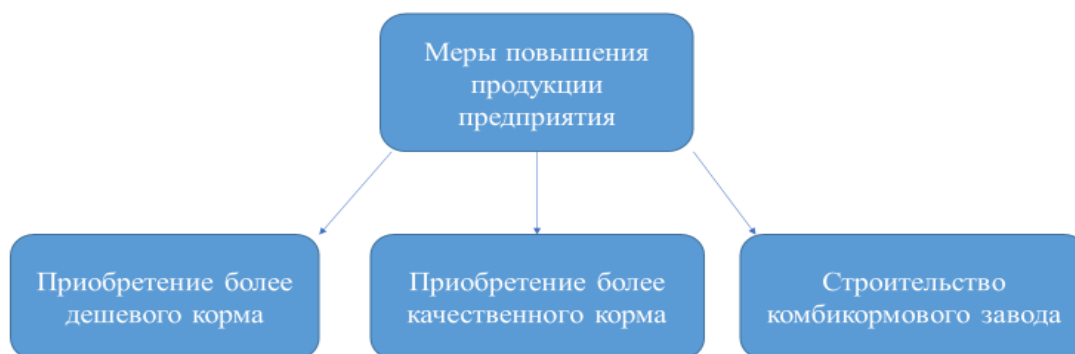 Меры повышения
продукции
предприятия
Приобретение более
дешевого корма
Приобретение более
качественного корма
Строительство
комбикормового завода